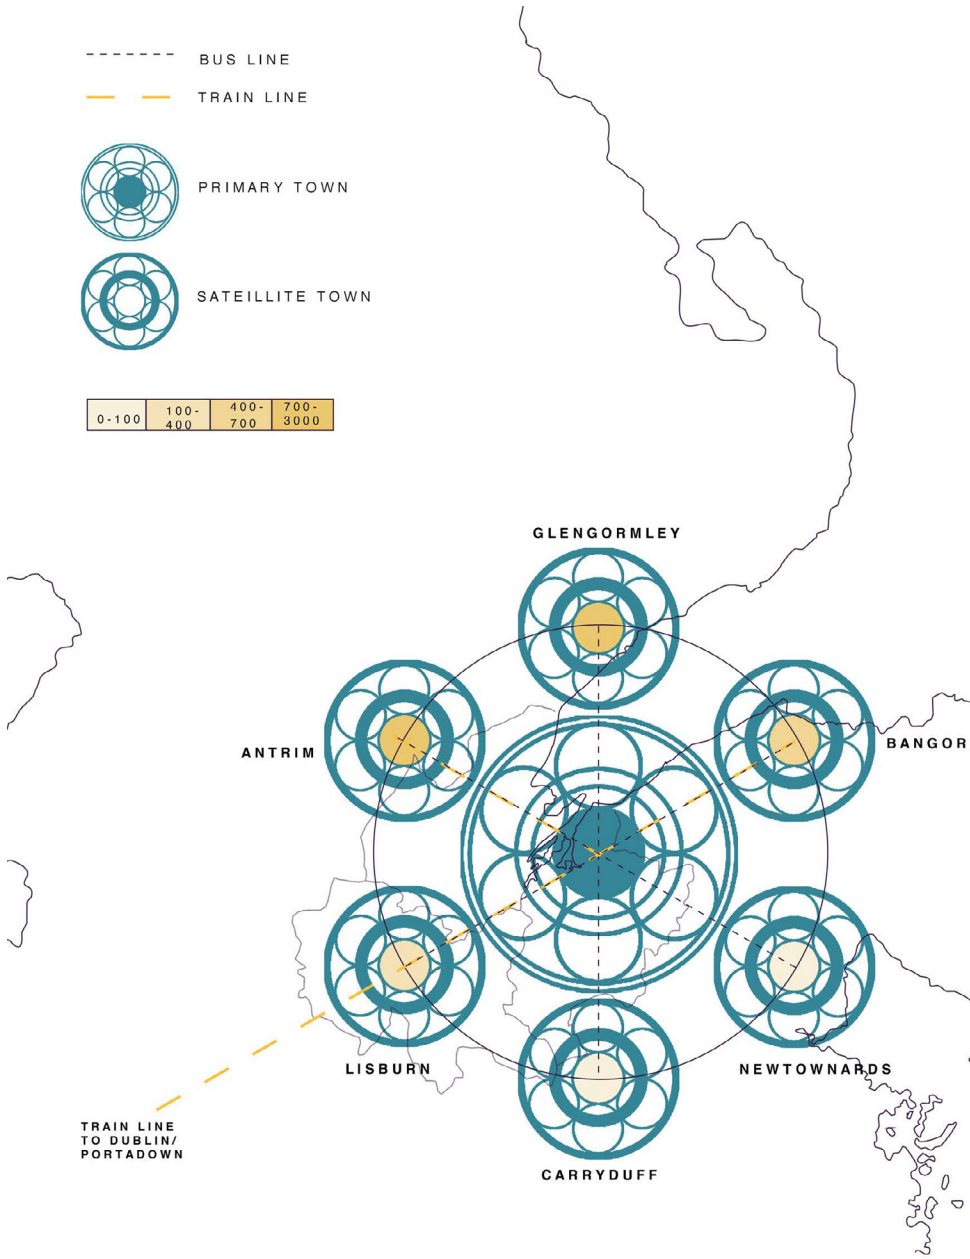 BUS LINE
TRAIN LINE
PRIMARY TOWN
SATEILLITE TOWN
0-100
100-
400
400-
700
700-
3000
GLENGORMLEY
ANTRIM
BANGOR
LISBURN
NEWTOWNARDS
TRAIN LINE
TO DUBLIN/
PORTADOWN
CARRYDUFF